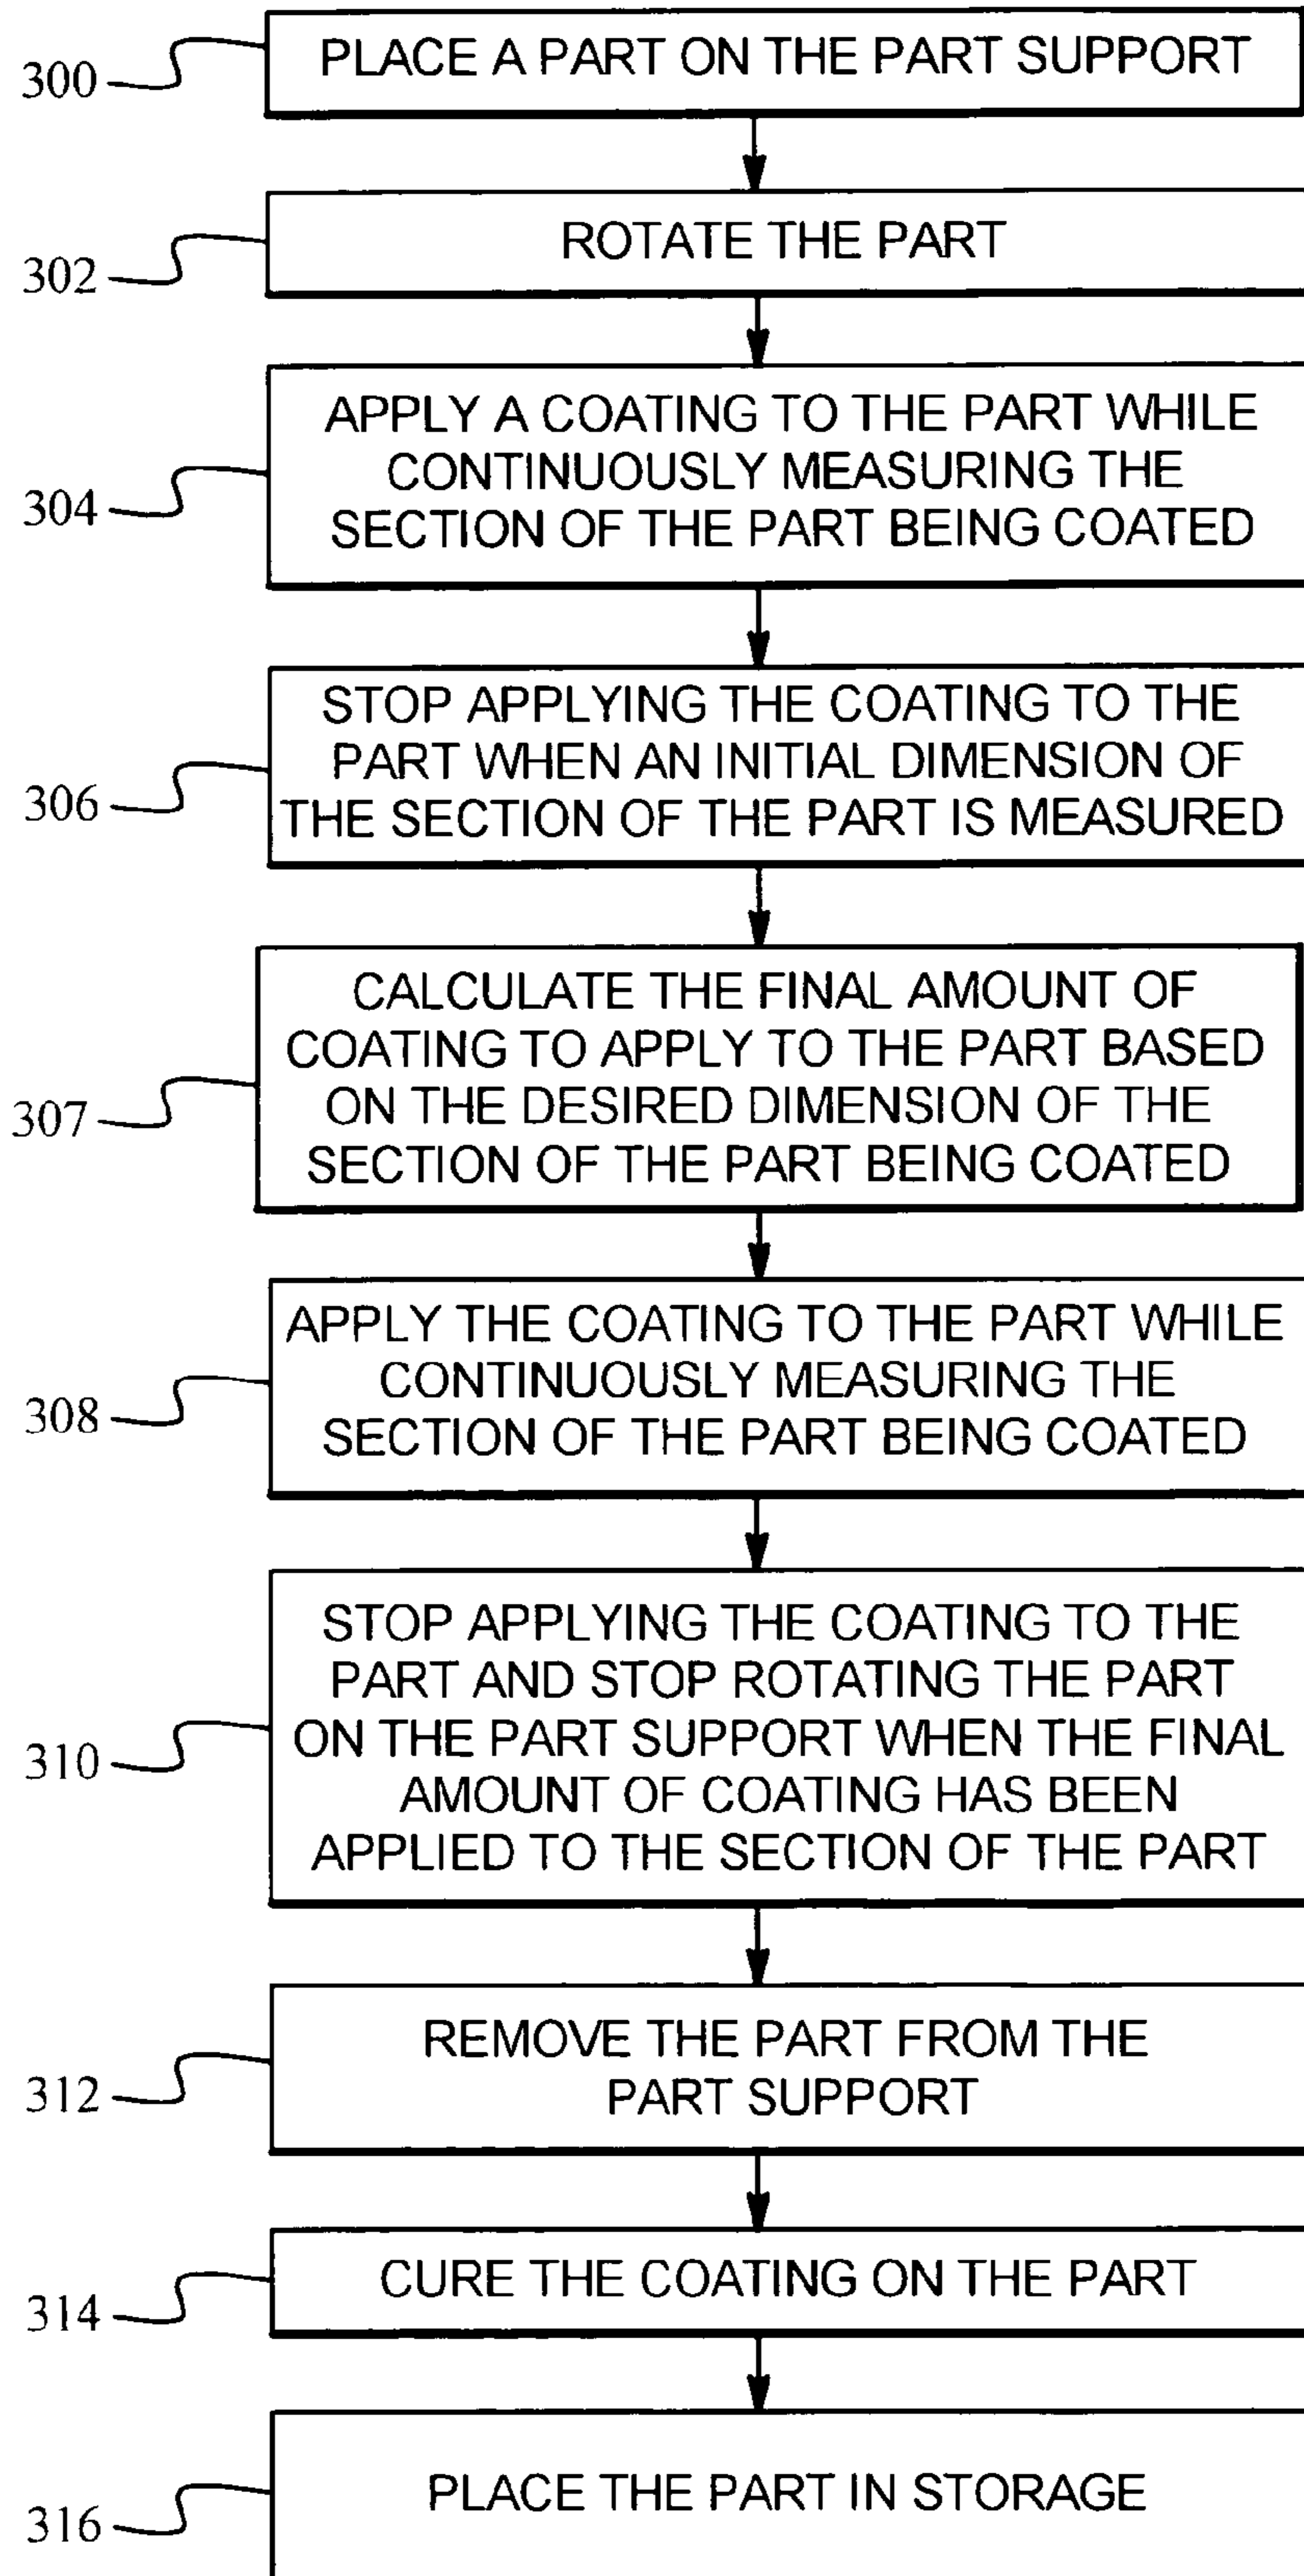 300
PLACE A PART ON THE PART SUPPORT
302
ROTATE THE PART
304
APPLY A COATING TO THE PART WHILE
CONTINUOUSLY MEASURING THE
SECTION OF THE PART BEING COATED
306
STOP APPLYING THE COATING TO THE
PART WHEN AN INITIAL DIMENSION OF
THE SECTION OF THE PART IS MEASURED
307
CALCULATE THE FINAL AMOUNT OF
COATING TO APPLY TO THE PART BASED
ON THE DESIRED DIMENSION OF THE
SECTION OF THE PART BEING COATED
308
APPLY THE COATING TO THE PART WHILE
CONTINUOUSLY MEASURING THE
SECTION OF THE PART BEING COATED
310
STOP APPLYING THE COATING TO THE
PART AND STOP ROTATING THE PART
ON THE PART SUPPORT WHEN THE FINAL
AMOUNT OF COATING HAS BEEN
APPLIED TO THE SECTION OF THE PART
312
REMOVE THE PART FROM THE
PART SUPPORT
314
CURE THE COATING ON THE PART
316
PLACE THE PART IN STORAGE